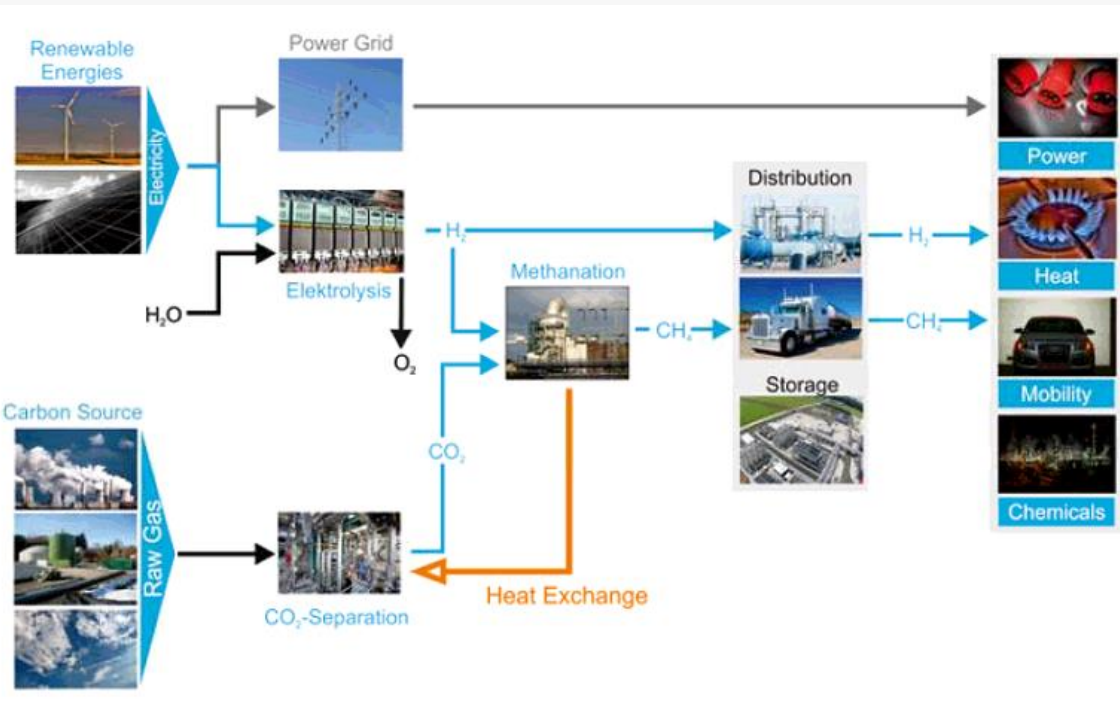 Renewable
Energies
Electricity
Power Grid
Power
Distribution
H₂
H₂
Heat
Elektrolysis
Methanation
H₂O
CH₄
CH₄
O₂
Storage
Mobility
Carbon Source
CO₂
Raw Gas
Chemicals
Heat Exchange
CO₂-Separation